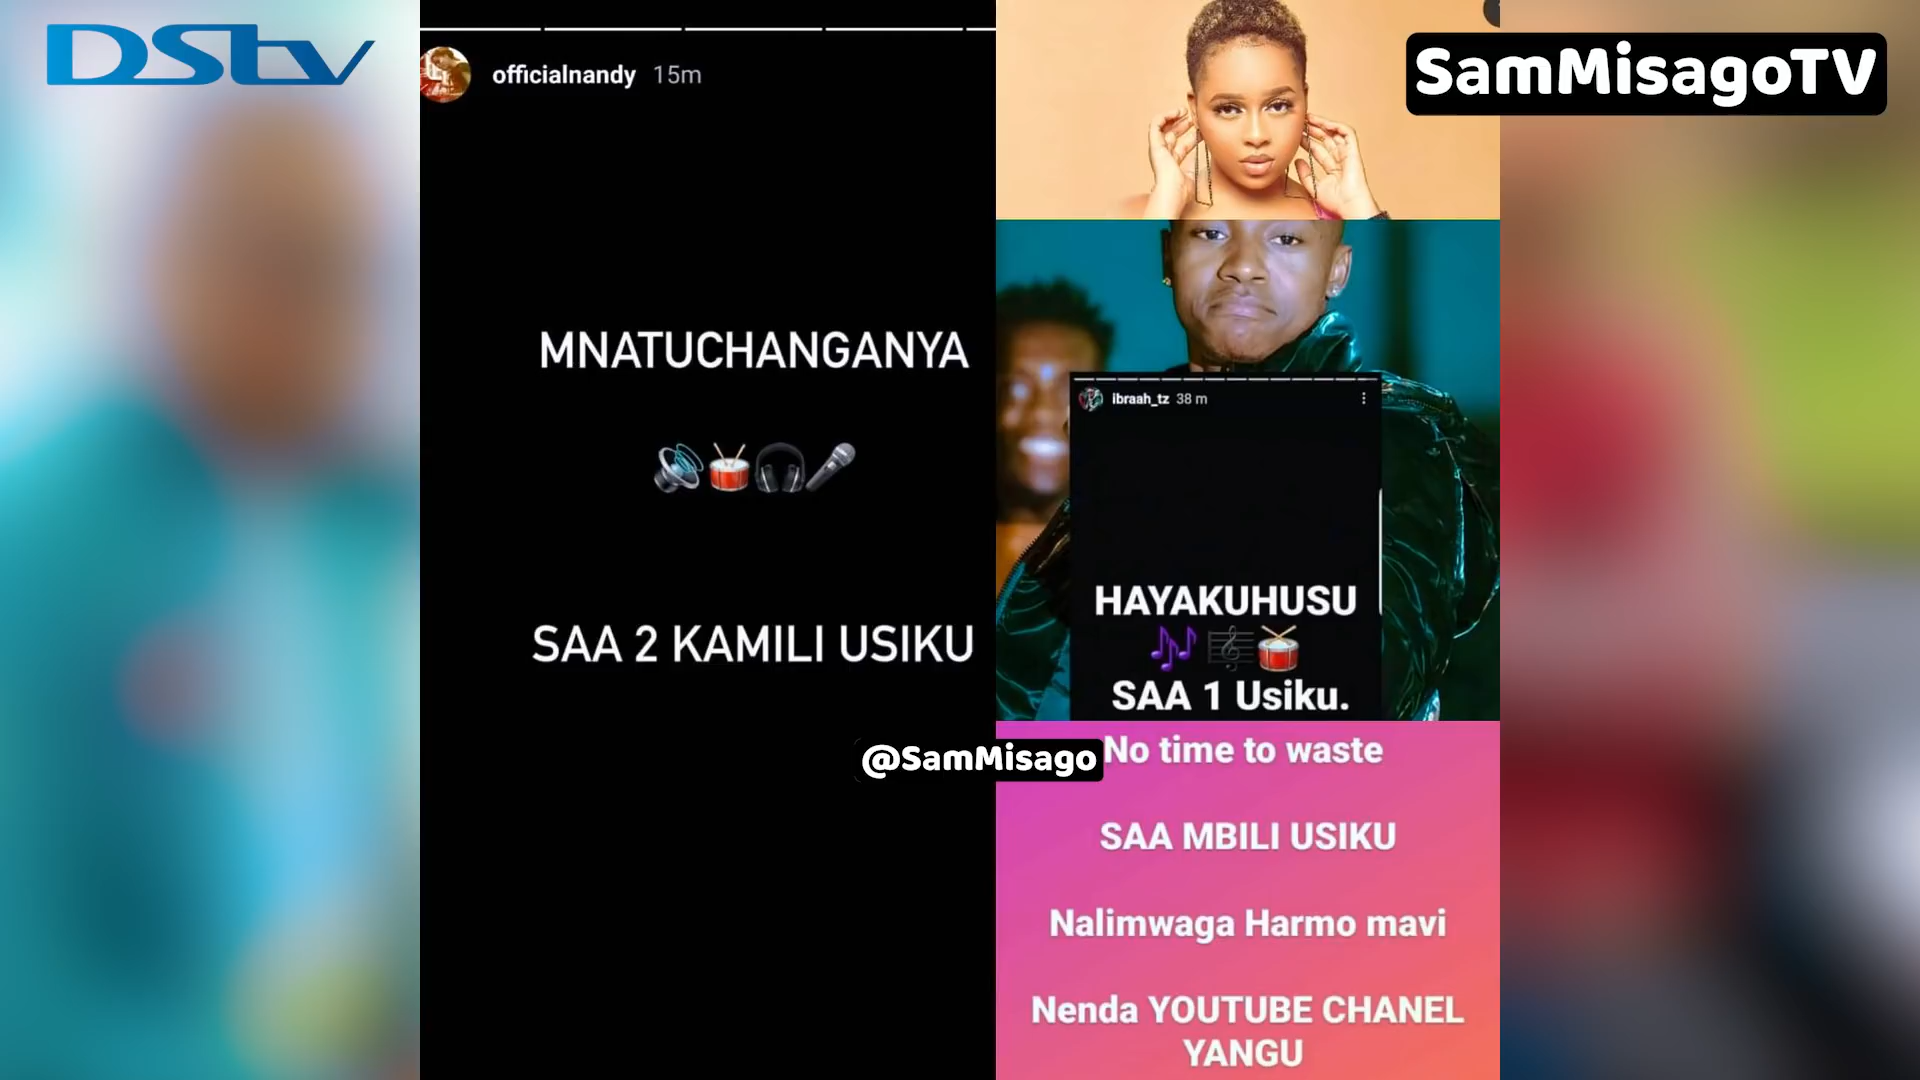 DStv
officialnandy 15m
MNATUCHANGANYA
SAA 2 KAMILI USIKU
SamMisagoTV
ibraah_tz 38 m
HAYAKUHUSU
SAA 1 Usiku.
@SamMisago
No time to waste
SAA MBILI USIKU
Nalimwaga Harmo mavi
Nenda YOUTUBE CHANEL
YANGU